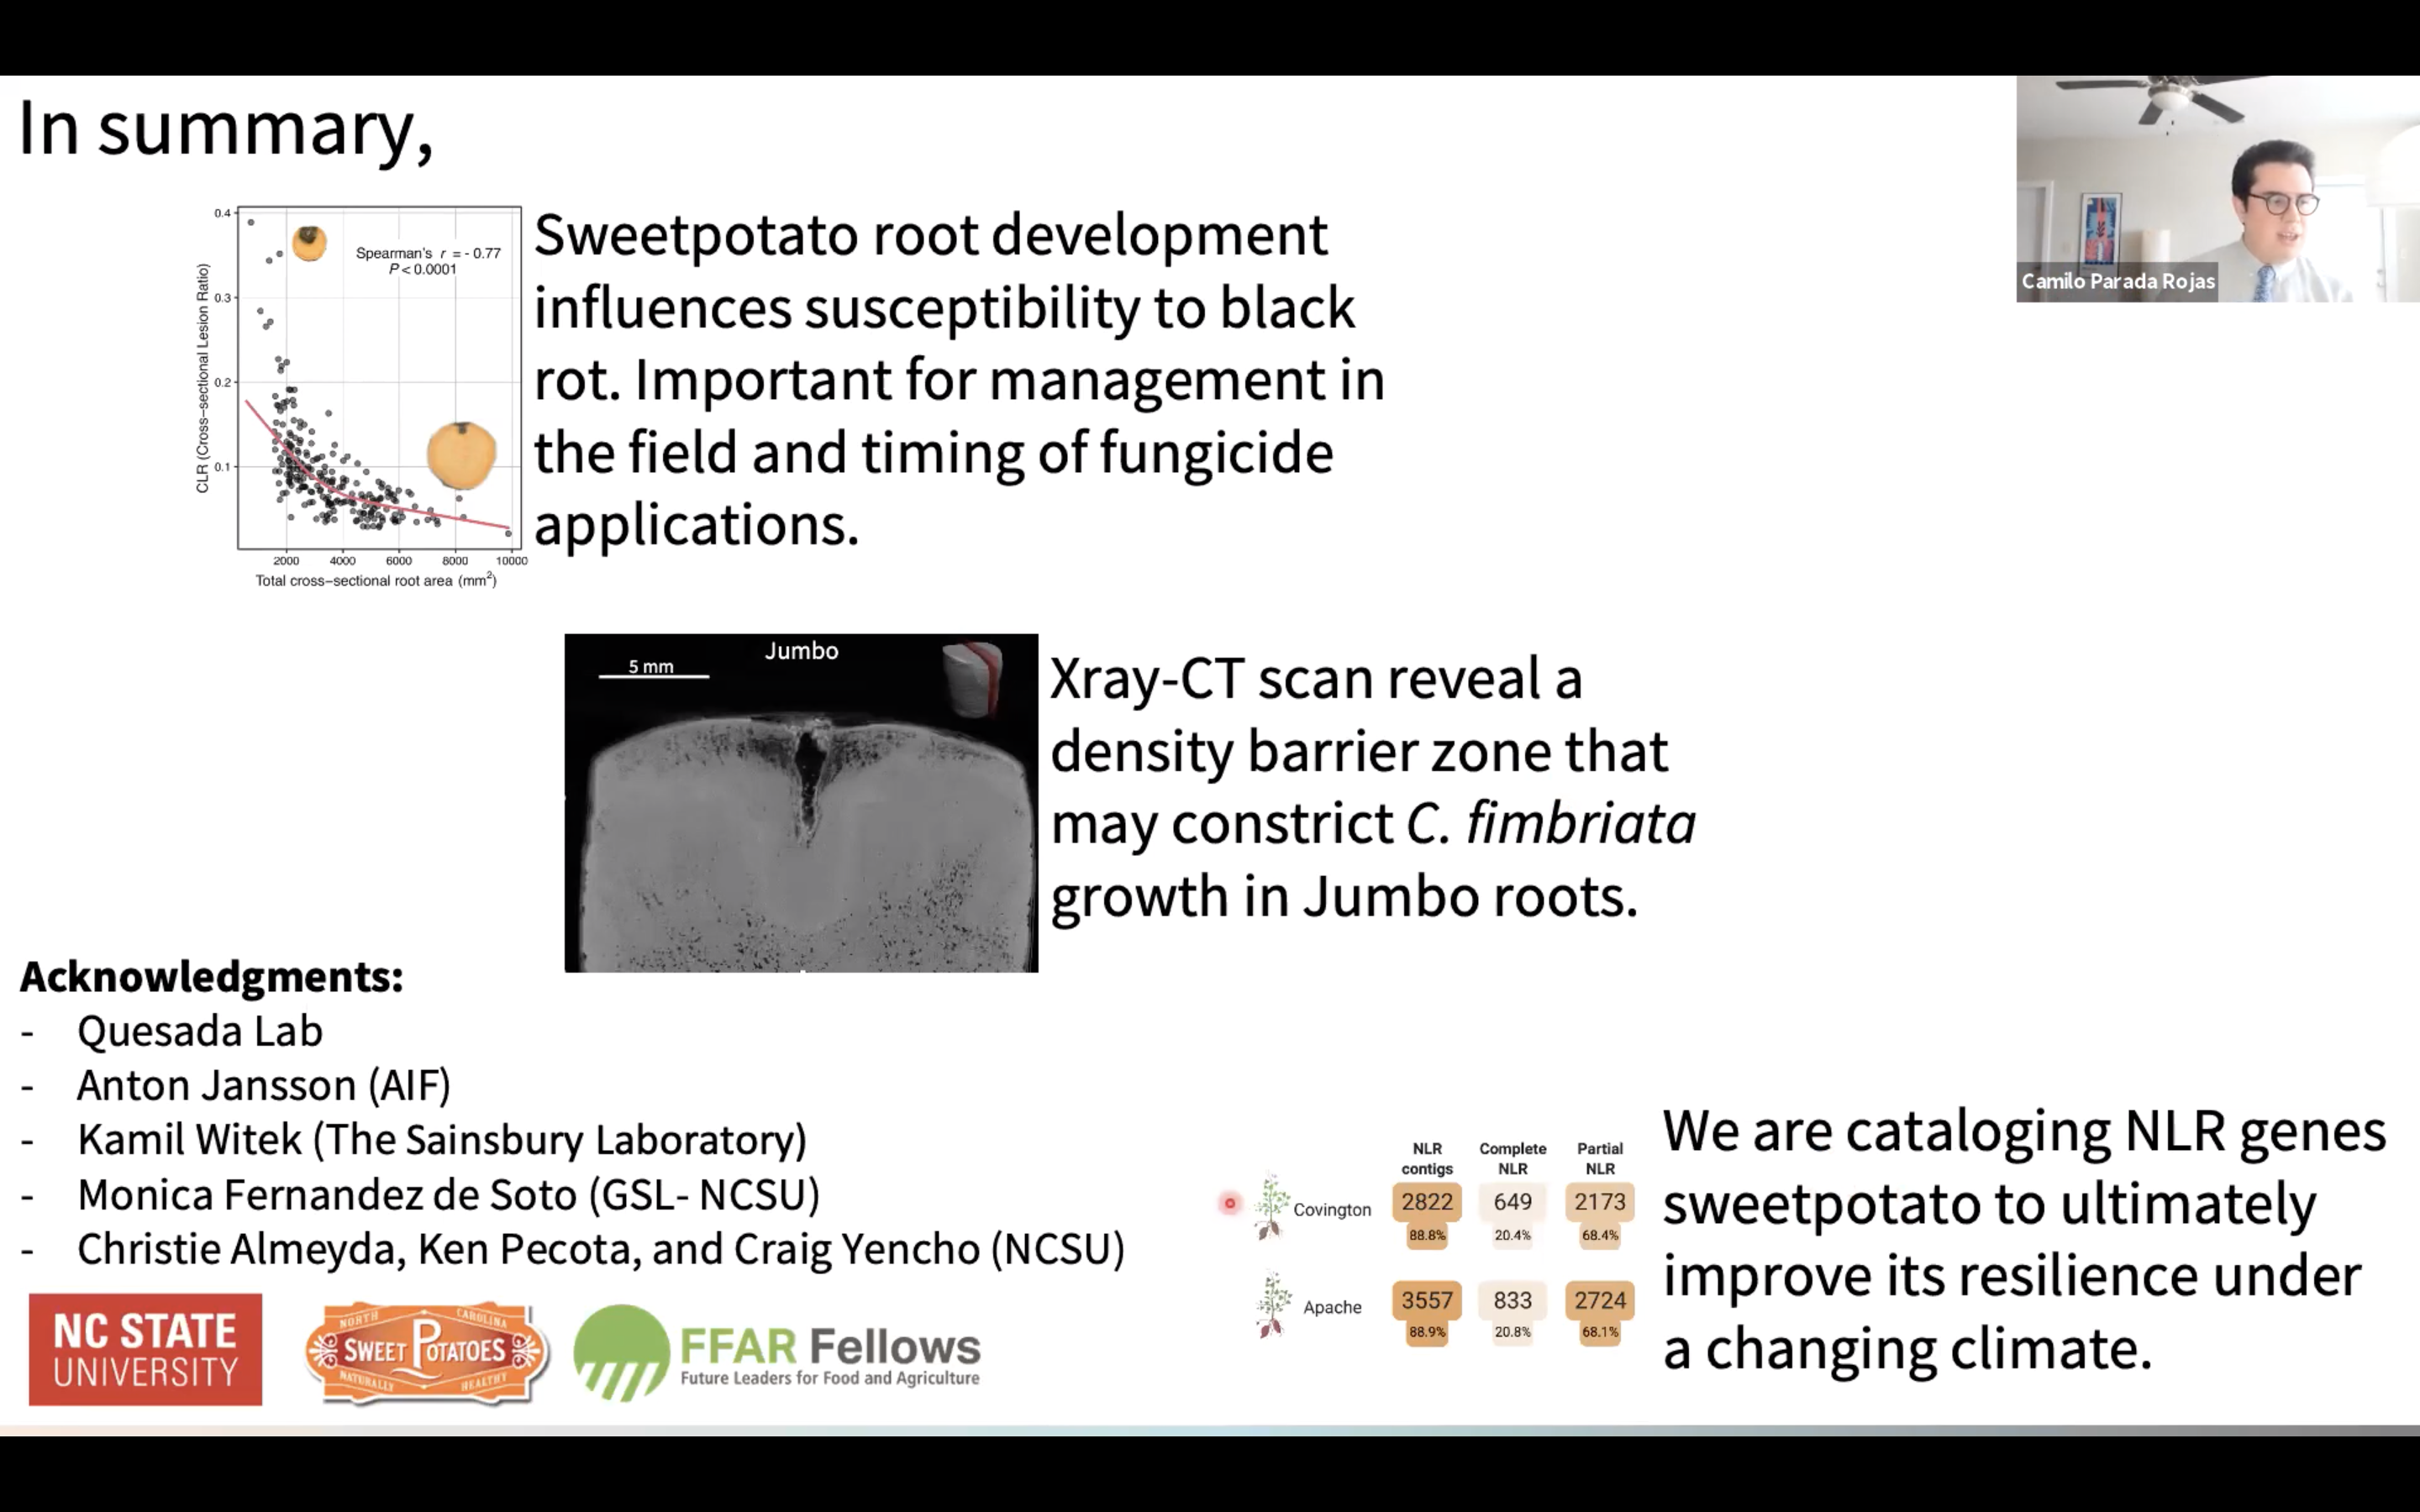 In summary,
Camilo Parada Rojas
0.4
0.3
0.2
0.1
CLR (Cross-sectional Lesion Ratio)
Spearman's r = - 0.77
P < 0.0001
2000 4000 6000 8000 10000
Total cross-sectional root area (mm²)
Sweetpotato root development
influences susceptibility to black
rot. Important for management in
the field and timing of fungicide
applications.
Jumbo
5 mm
Xray-CT scan reveal a
density barrier zone that
may constrict C. fimbriata
growth in Jumbo roots.
Acknowledgments:
- Quesada Lab
- Anton Jansson (AIF)
- Kamil Witek (The Sainsbury Laboratory)
- Monica Fernandez de Soto (GSL- NCSU)
- Christie Almeyda, Ken Pecota, and Craig Yencho (NCSU)
NC STATE
UNIVERSITY
NORTH CAROLINA
SWEET POTATOES
NATURALLY HEALTHY
FFAR Fellows
Future Leaders for Food and Agriculture
NLR contigs
Complete NLR
Partial NLR
Covington 2822 649 2173
88.8% 20.4% 68.4%
Apache 3557 833 2724
88.9% 20.8% 68.1%
We are cataloging NLR genes
sweetpotato to ultimately
improve its resilience under
a changing climate.